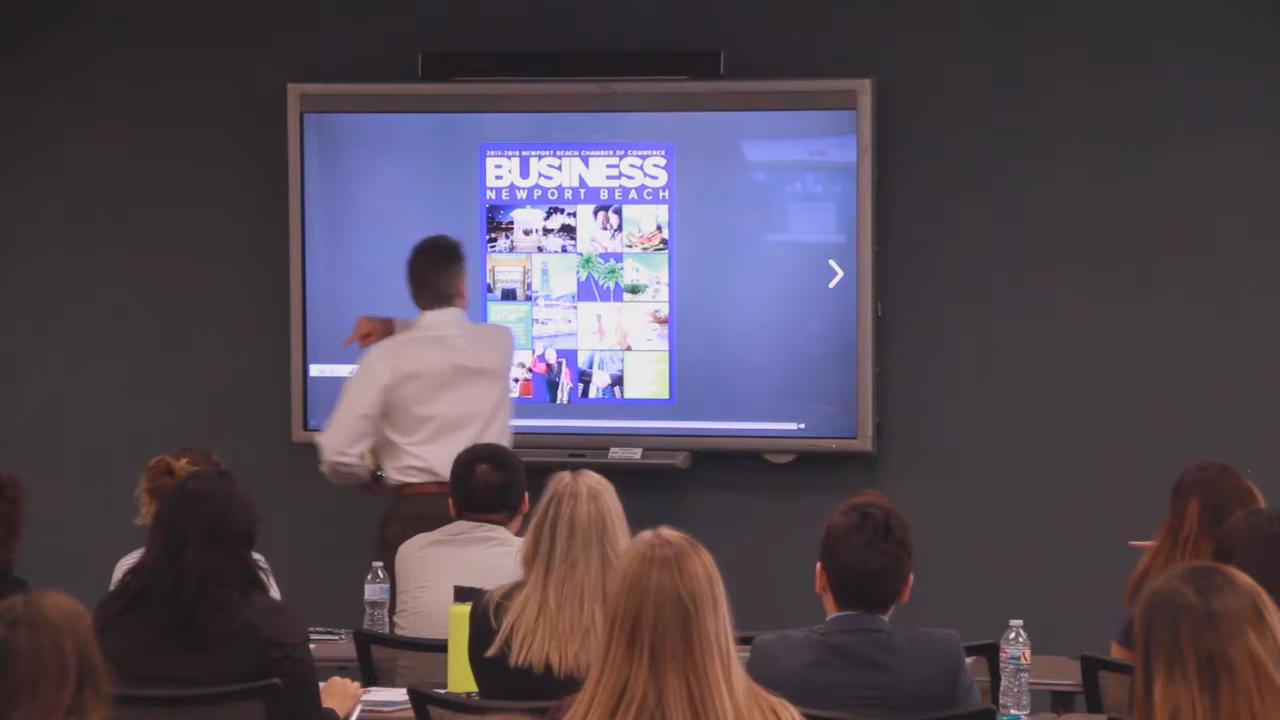 2017-2018 NEWPORT BEACH CHAMBER OF COMMERCE
BUSINESS
NEWPORT BEACH